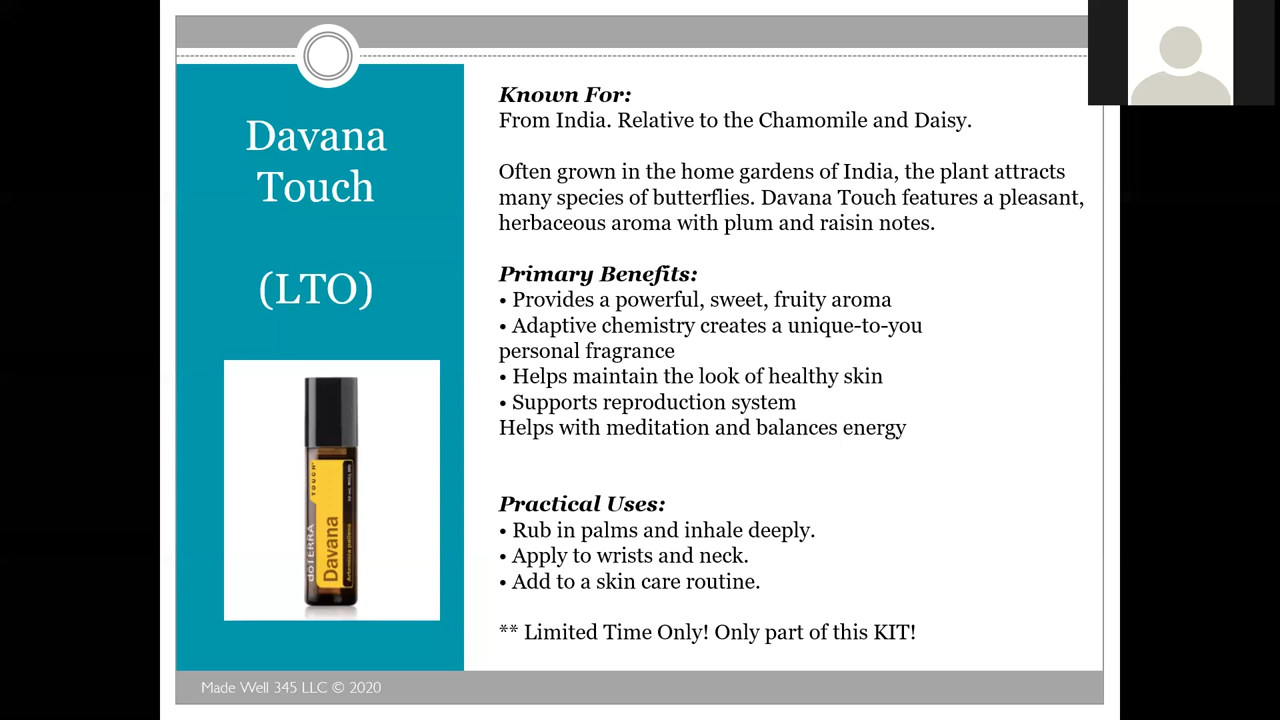 Davana
Touch
(LTO)
doTERRA
Davana
TOUCH
Known For:
From India. Relative to the Chamomile and Daisy.
Often grown in the home gardens of India, the plant attracts
many species of butterflies. Davana Touch features a pleasant,
herbaceous aroma with plum and raisin notes.
Primary Benefits:
• Provides a powerful, sweet, fruity aroma
• Adaptive chemistry creates a unique-to-you
personal fragrance
• Helps maintain the look of healthy skin
• Supports reproduction system
Helps with meditation and balances energy
Practical Uses:
• Rub in palms and inhale deeply.
• Apply to wrists and neck.
• Add to a skin care routine.
** Limited Time Only! Only part of this KIT!
Made Well 345 LLC © 2020